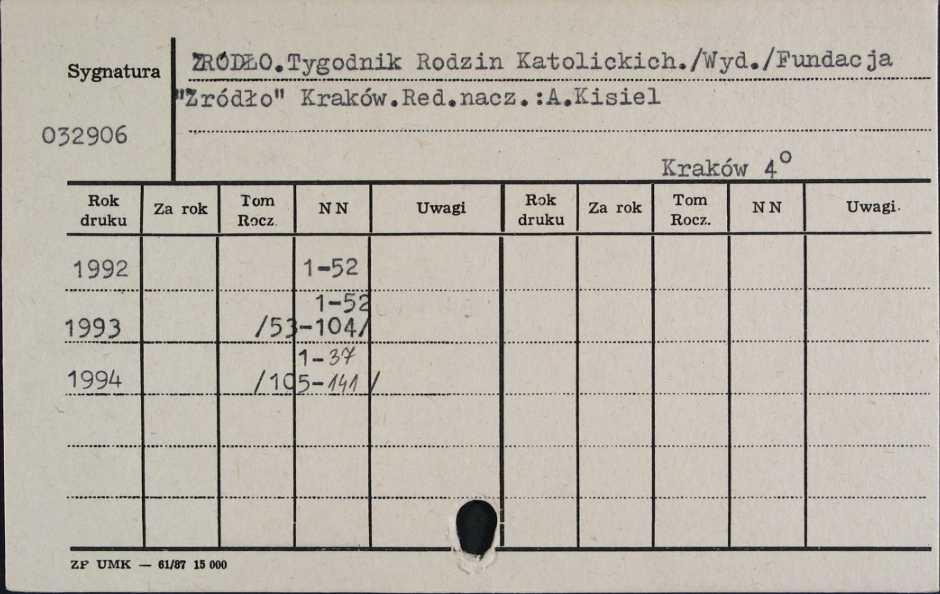 Sygnatura
ŹRÓDŁO.Tygodnik Rodzin Katolickich./Wyd./Fundacja
"Źródło" Kraków.Red.nacz.:A.Kisiel
032906
Kraków 4°
Rok druku Za rok Tom Rocz. NN Uwagi Rok druku Za rok Tom Rocz. NN Uwagi
1992 1-52
1-52
1993 /53-104/
1-37
1994 /105-141/
ZP UMK — 61/87 15 000